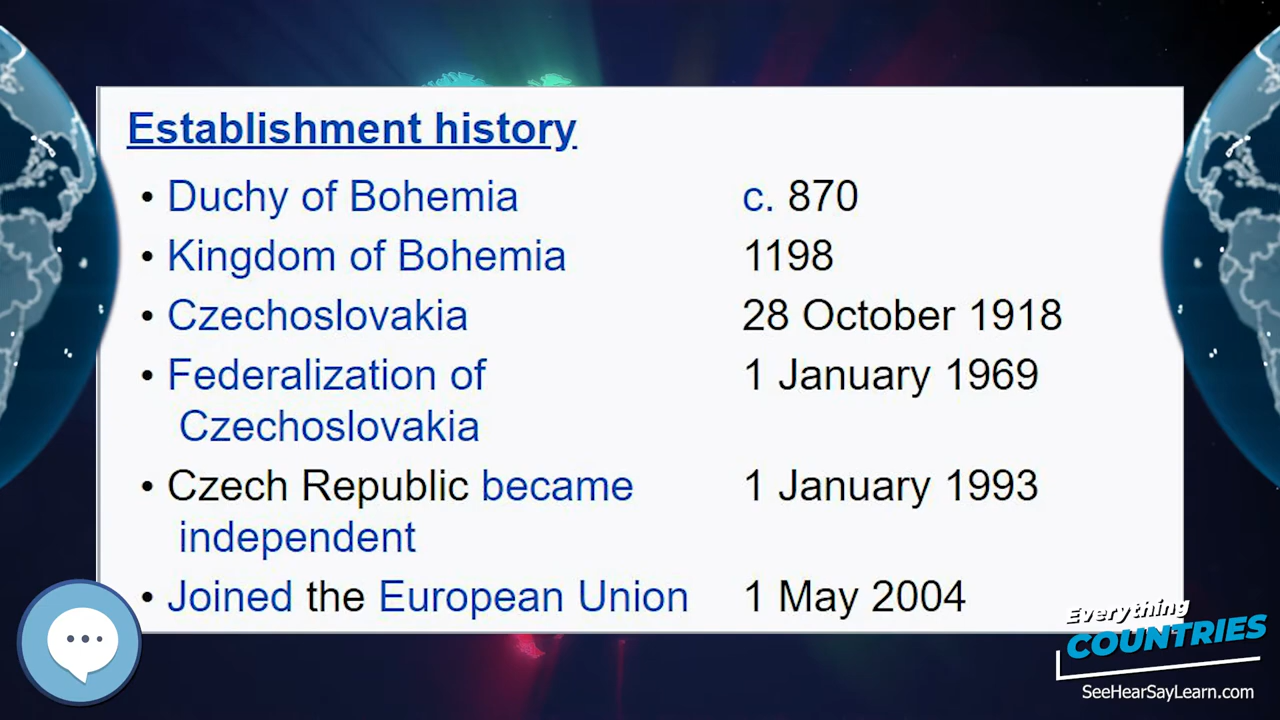 Establishment history
• Duchy of Bohemia c. 870
• Kingdom of Bohemia 1198
• Czechoslovakia 28 October 1918
• Federalization of 1 January 1969
Czechoslovakia
• Czech Republic became 1 January 1993
independent
• Joined the European Union 1 May 2004
Everything
COUNTRIES
SeeHearSayLearn.com